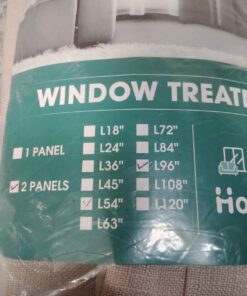 WINDOW TREAT
1 PANEL
2 PANELS
L18"
L24"
L36"
L45"
L54"
L63"
L72"
L84"
L96"
L108"
L120"
Ho